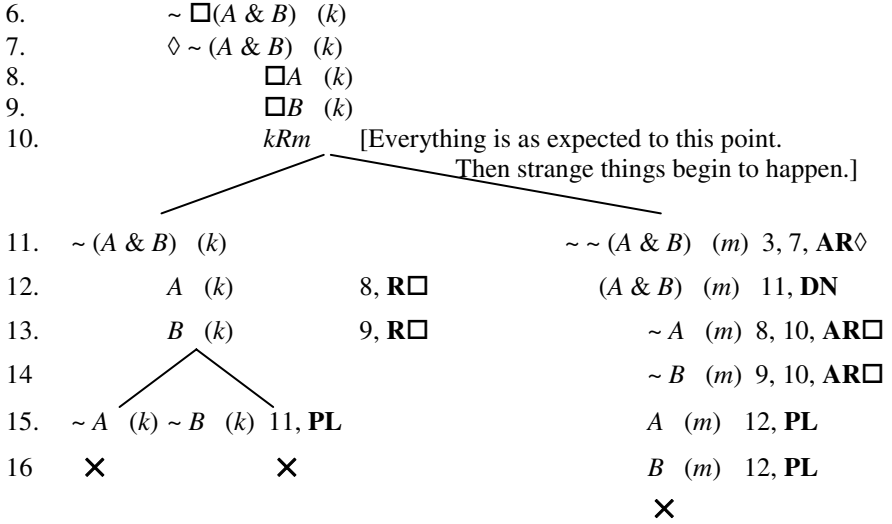 6. ~ □(A & B) (k)
7. ◊ ~ (A & B) (k)
8. □A (k)
9. □B (k)
10. kRm [Everything is as expected to this point.
Then strange things begin to happen.]
11. ~ (A & B) (k) ~ ~ (A & B) (m) 3, 7, AR◊
12. A (k) 8, R□ (A & B) (m) 11, DN
13. B (k) 9, R□ ~ A (m) 8, 10, AR□
14 ~ B (m) 9, 10, AR□
15. ~ A (k) ~ B (k) 11, PL A (m) 12, PL
16 × × B (m) 12, PL
×